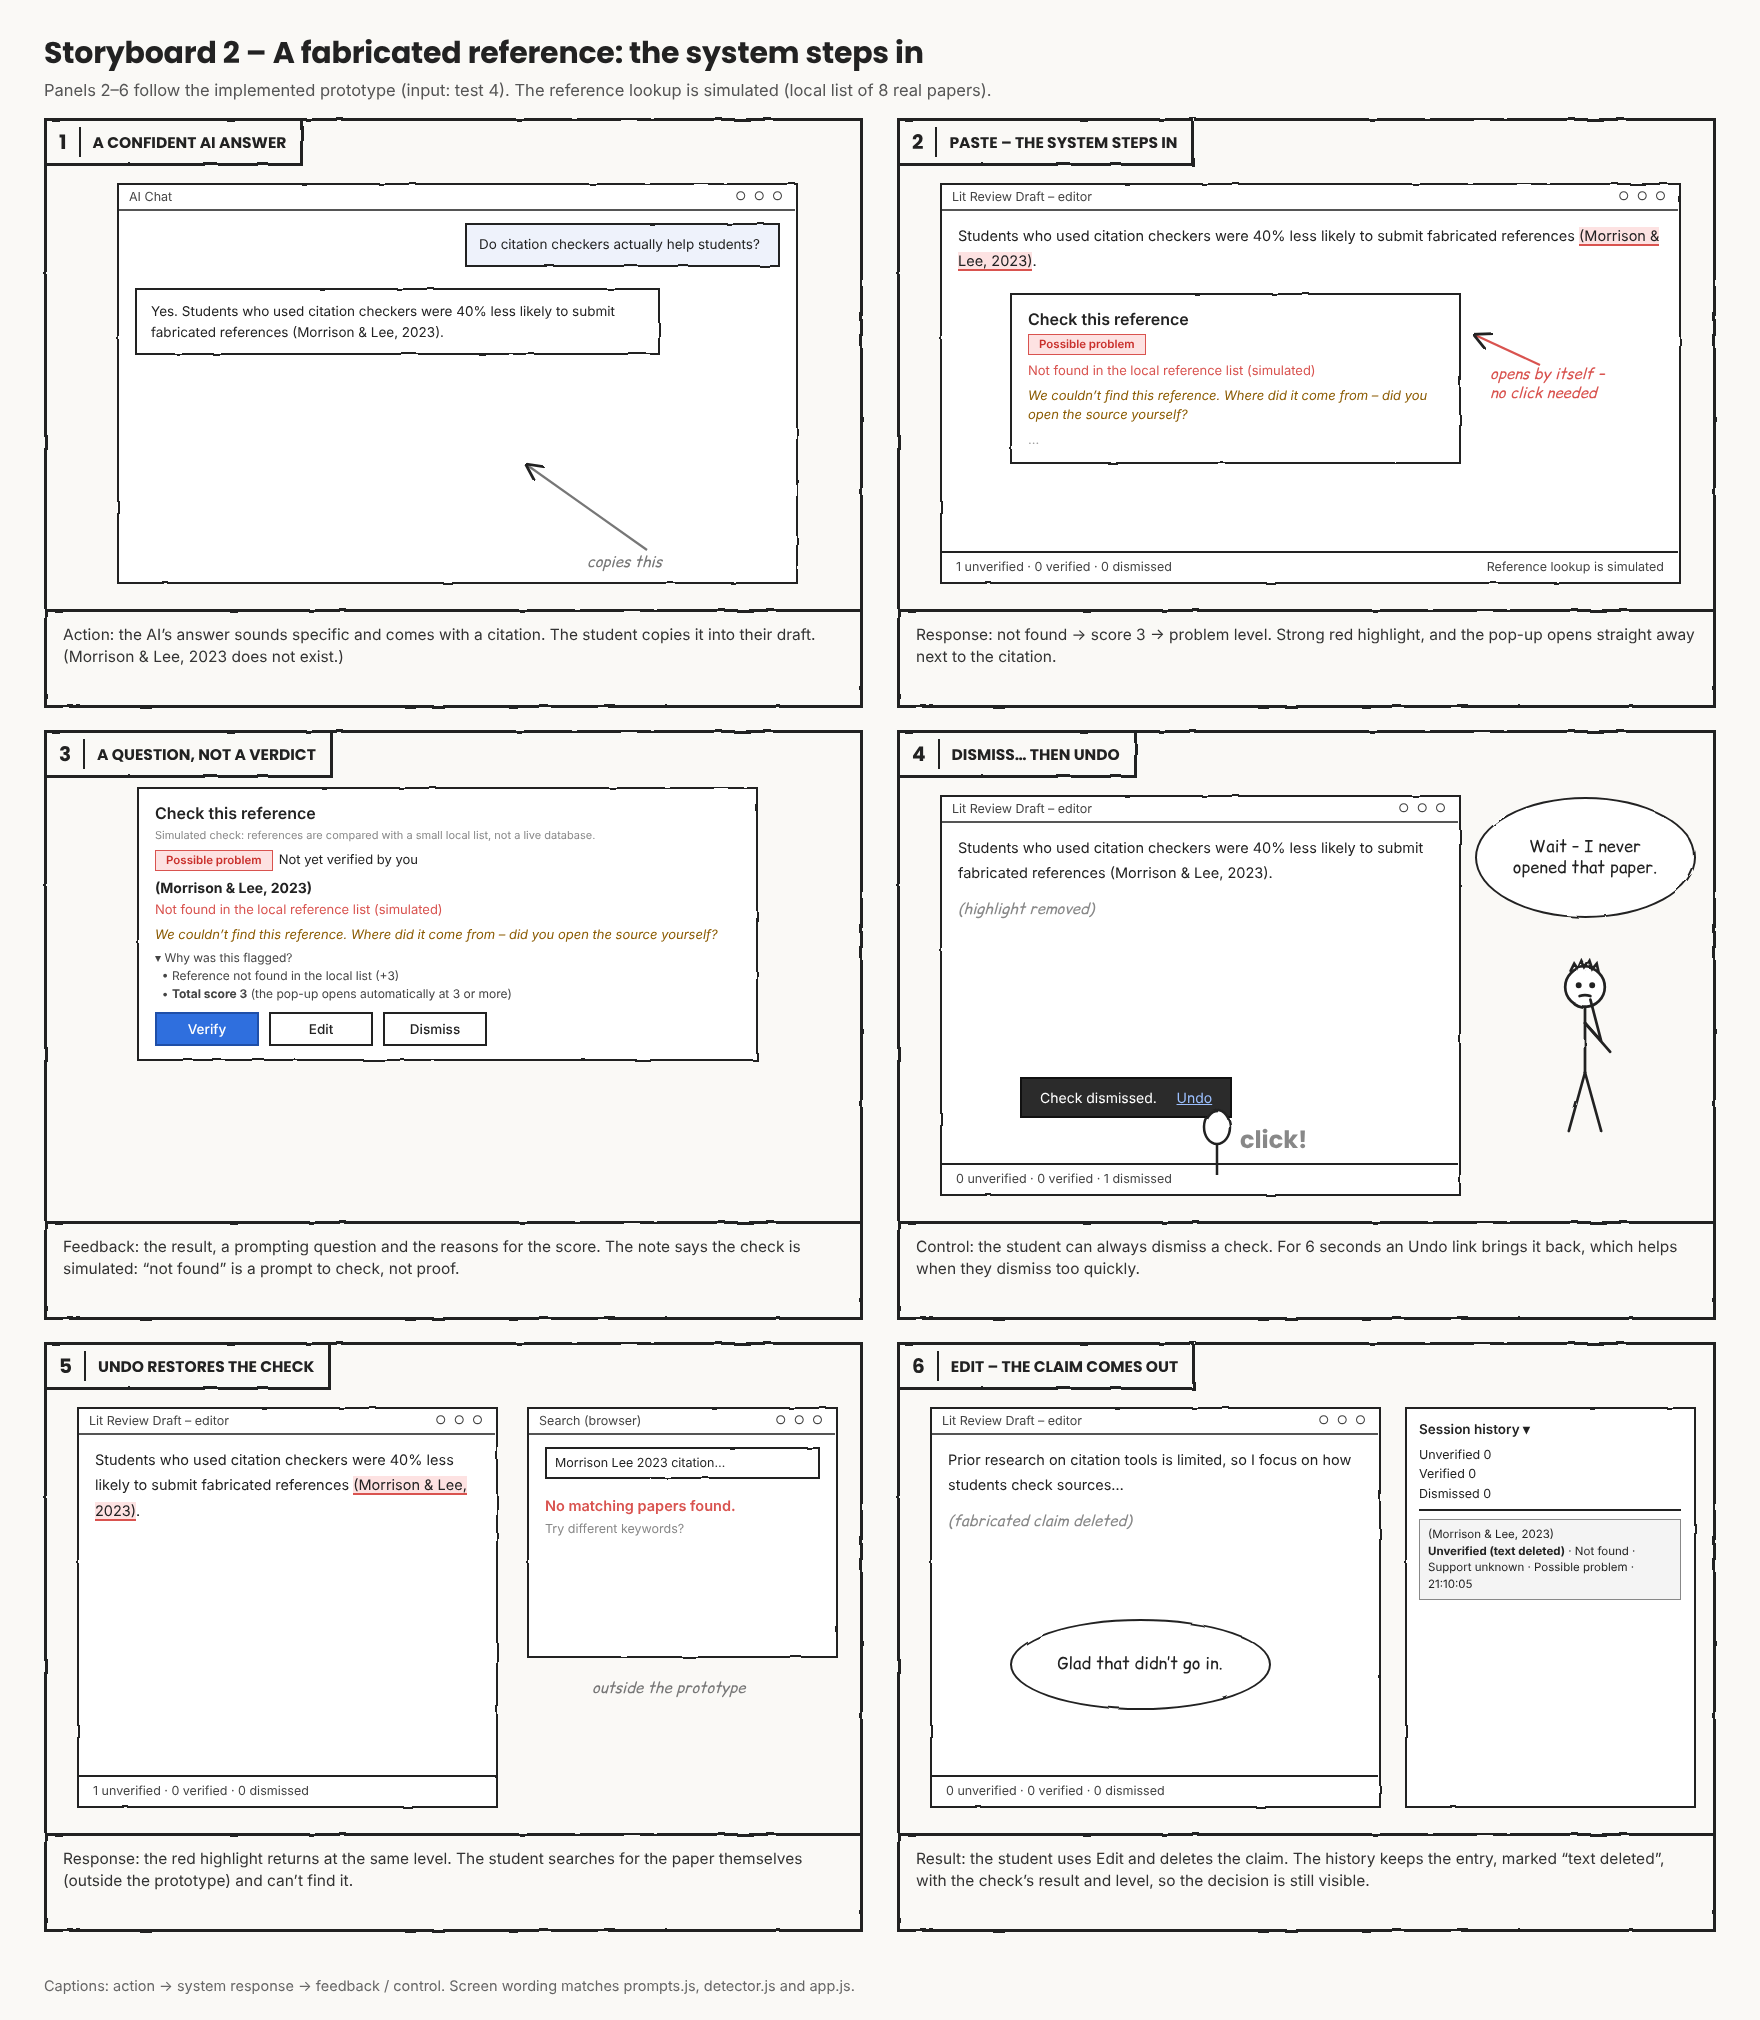 Storyboard 2 – A fabricated reference: the system steps in
Panels 2–6 follow the implemented prototype (input: test 4). The reference lookup is simulated (local list of 8 real papers).
1 A CONFIDENT AI ANSWER
AI Chat
Do citation checkers actually help students?
Yes. Students who used citation checkers were 40% less likely to submit
fabricated references (Morrison & Lee, 2023).
copies this
Action: the AI’s answer sounds specific and comes with a citation. The student copies it into their draft.
(Morrison & Lee, 2023 does not exist.)
2 PASTE – THE SYSTEM STEPS IN
Lit Review Draft – editor
Students who used citation checkers were 40% less likely to submit fabricated references (Morrison &
Lee, 2023).
Check this reference
Possible problem
Not found in the local reference list (simulated)
We couldn’t find this reference. Where did it come from – did you
open the source yourself?
...
opens by itself –
no click needed
1 unverified · 0 verified · 0 dismissed
Reference lookup is simulated
Response: not found → score 3 → problem level. Strong red highlight, and the pop-up opens straight away
next to the citation.
3 A QUESTION, NOT A VERDICT
Check this reference
Simulated check: references are compared with a small local list, not a live database.
Possible problem Not yet verified by you
(Morrison & Lee, 2023)
Not found in the local reference list (simulated)
We couldn’t find this reference. Where did it come from – did you open the source yourself?
▾ Why was this flagged?
• Reference not found in the local list (+3)
• Total score 3 (the pop-up opens automatically at 3 or more)
Verify Edit Dismiss
Feedback: the result, a prompting question and the reasons for the score. The note says the check is
simulated: “not found” is a prompt to check, not proof.
4 DISMISS... THEN UNDO
Lit Review Draft – editor
Students who used citation checkers were 40% less likely to submit
fabricated references (Morrison & Lee, 2023).
(highlight removed)
Wait – I never
opened that paper.
Check dismissed. Undo
click!
0 unverified · 0 verified · 1 dismissed
Control: the student can always dismiss a check. For 6 seconds an Undo link brings it back, which helps
when they dismiss too quickly.
5 UNDO RESTORES THE CHECK
Lit Review Draft – editor
Students who used citation checkers were 40% less
likely to submit fabricated references (Morrison & Lee,
2023).
1 unverified · 0 verified · 0 dismissed
Search (browser)
Morrison Lee 2023 citation...
No matching papers found.
Try different keywords?
outside the prototype
Response: the red highlight returns at the same level. The student searches for the paper themselves
(outside the prototype) and can’t find it.
6 EDIT – THE CLAIM COMES OUT
Lit Review Draft – editor
Prior research on citation tools is limited, so I focus on how
students check sources...
(fabricated claim deleted)
Glad that didn’t go in.
0 unverified · 0 verified · 0 dismissed
Session history ▾
Unverified 0
Verified 0
Dismissed 0
(Morrison & Lee, 2023)
Unverified (text deleted) · Not found ·
Support unknown · Possible problem ·
21:10:05
Result: the student uses Edit and deletes the claim. The history keeps the entry, marked “text deleted”,
with the check’s result and level, so the decision is still visible.
Captions: action → system response → feedback / control. Screen wording matches prompts.js, detector.js and app.js.